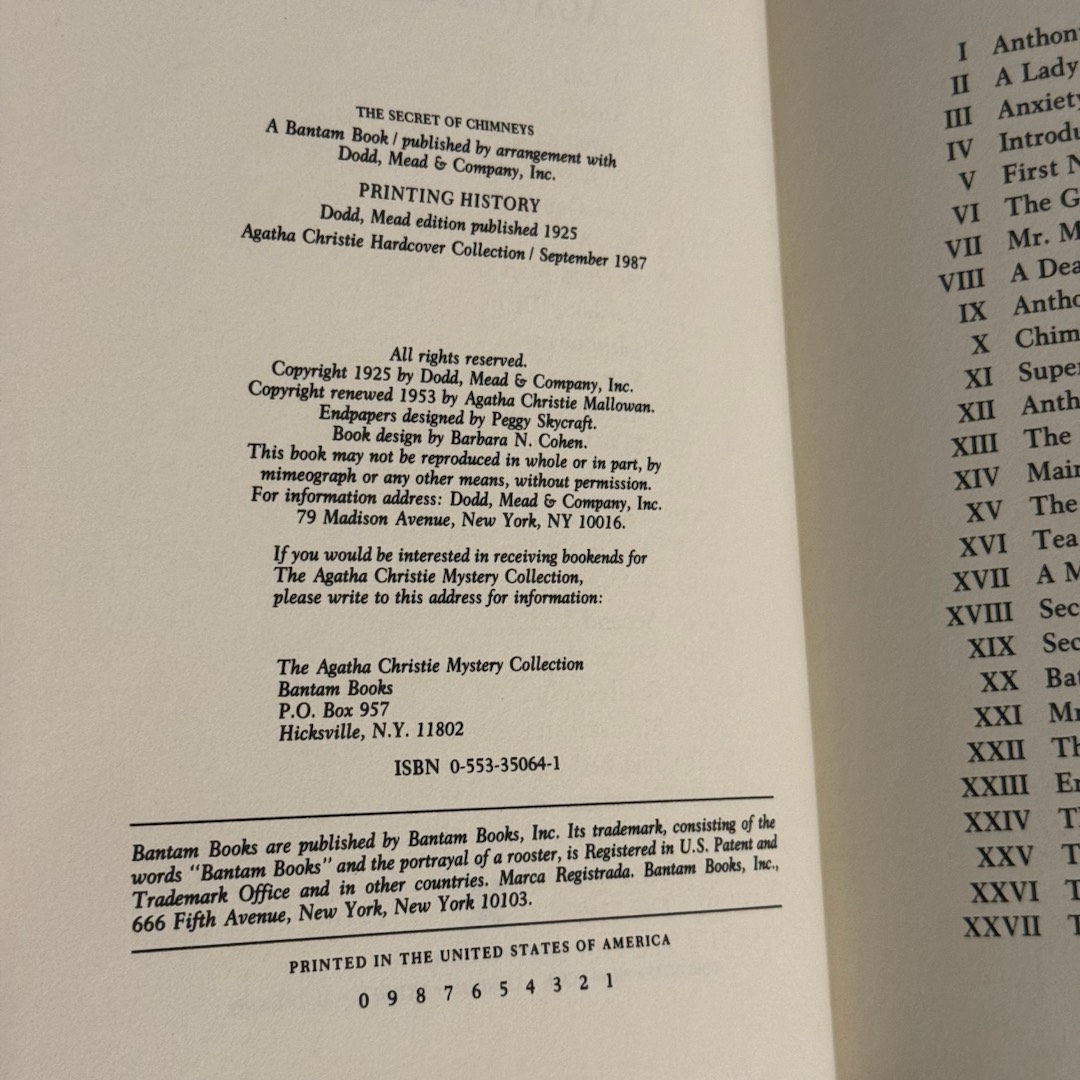 THE SECRET OF CHIMNEYS
A Bantam Book / published by arrangement with
Dodd, Mead & Company, Inc.
PRINTING HISTORY
Dodd, Mead edition published 1925
Agatha Christie Hardcover Collection / September 1987
All rights reserved.
Copyright 1925 by Dodd, Mead & Company, Inc.
Copyright renewed 1953 by Agatha Christie Mallowan.
Endpapers designed by Peggy Skycraft.
Book design by Barbara N. Cohen.
This book may not be reproduced in whole or in part, by
mimeograph or any other means, without permission.
For information address: Dodd, Mead & Company, Inc.
79 Madison Avenue, New York, NY 10016.
If you would be interested in receiving bookends for
The Agatha Christie Mystery Collection,
please write to this address for information:
The Agatha Christie Mystery Collection
Bantam Books
P.O. Box 957
Hicksville, N.Y. 11802
ISBN 0-553-35064-1
Bantam Books are published by Bantam Books, Inc. Its trademark, consisting of the
words "Bantam Books" and the portrayal of a rooster, is Registered in U.S. Patent and
Trademark Office and in other countries. Marca Registrada. Bantam Books, Inc.,
666 Fifth Avenue, New York, New York 10103.
PRINTED IN THE UNITED STATES OF AMERICA
0 9 8 7 6 5 4 3 2 1
I
II A Lady
III
IV
V First
VI The
VII Mr.
VIII A
IX
X
XI
XII
XIII The
XIV
XV The
XVI Tea
XVII A
XVIII
XIX
XX
XXI
XXII
XXIII
XXIV
XXV
XXVI
XXVII